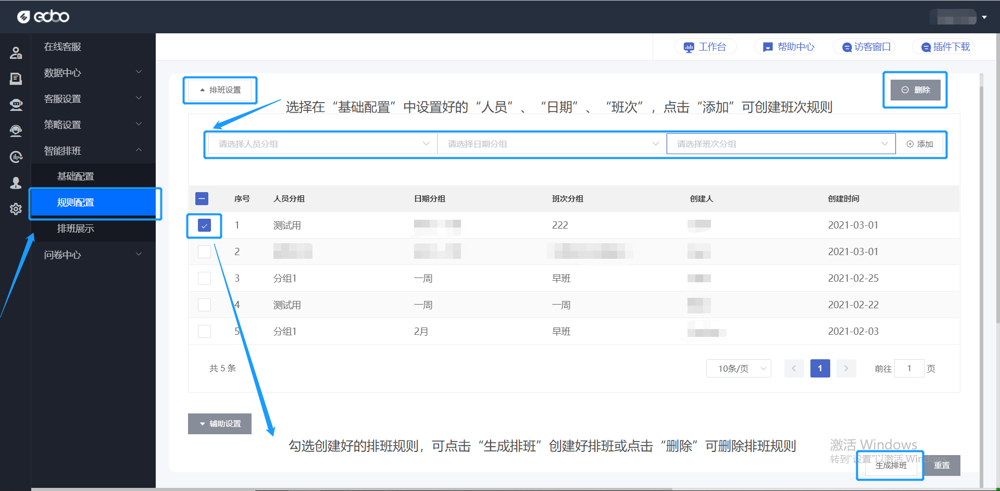 edoo
在线客服
数据中心
客服设置
策略设置
智能排班
基础配置
规则配置
排班展示
问卷中心
工作台
帮助中心
访客窗口
插件下载
排班设置
删除
选择在“基础配置”中设置好的“人员”、“日期”、“班次”，点击“添加”可创建班次规则
请选择人员分组
请选择日期分组
请选择班次分组
添加
序号 人员分组 日期分组 班次分组 创建人 创建时间
1 测试用 222 2021-03-01
2 2021-03-01
3 分组1 一周 早班 2021-02-25
4 测试用 一周 一周 2021-02-22
5 分组1 2月 早班 2021-02-03
共 5 条
10条/页
1
前往 1 页
辅助设置
勾选创建好的排班规则，可点击“生成排班”创建好排班或点击“删除”可删除排班规则
激活 Windows
转到“设置”以激活 Windows
生成排班
重置